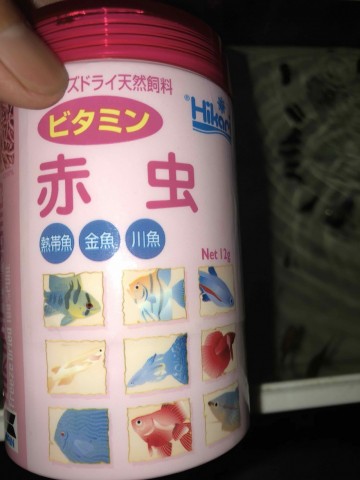 ズドライ天然飼料
Hikari
ビタミン
赤虫
熱帯魚 金魚 川魚
Net 12g